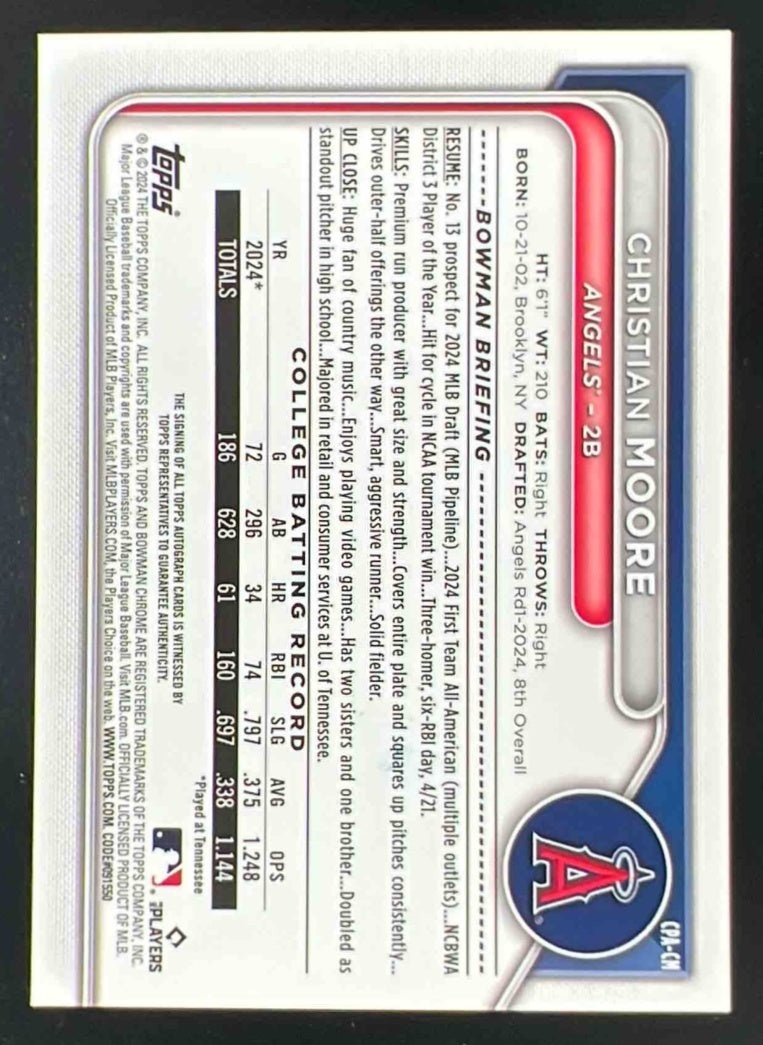 CPA-CM
CHRISTIAN MOORE
ANGELS® – 2B
HT: 6'1" WT: 210 BATS: Right THROWS: Right
BORN: 10-21-02, Brooklyn, NY DRAFTED: Angels Rd1-2024, 8th Overall
BOWMAN BRIEFING
RESUME: No. 13 prospect for 2024 MLB Draft (MLB Pipeline)...2024 First Team All-American (multiple outlets)...NCBWA
District 3 Player of the Year...Hit for cycle in NCAA tournament win...Three-homer, six-RBI day, 4/21.
SKILLS: Premium run producer with great size and strength...Covers entire plate and squares up pitches consistently...
Drives outer-half offerings the other way...Smart, aggressive runner...Solid fielder.
UP CLOSE: Huge fan of country music...Enjoys playing video games...Has two sisters and one brother...Doubled as
standout pitcher in high school...Majored in retail and consumer services at U. of Tennessee.
COLLEGE BATTING RECORD
YR G AB HR RBI SLG AVG OPS
2024* 72 296 34 74 .797 .375 1.248
TOTALS 186 628 61 160 .697 .338 1.144
*Played at Tennessee
THE SIGNING OF ALL TOPPS AUTOGRAPH CARDS IS WITNESSED BY
TOPPS REPRESENTATIVES TO GUARANTEE AUTHENTICITY.
topps®
MLB PLAYERS
® & © 2024 THE TOPPS COMPANY, INC. ALL RIGHTS RESERVED. TOPPS AND BOWMAN CHROME ARE REGISTERED TRADEMARKS OF THE TOPPS COMPANY, INC.
Major League Baseball trademarks and copyrights are used with permission of Major League Baseball. Visit MLB.com. OFFICIALLY LICENSED PRODUCT OF MLB
Officially Licensed Product of MLB Players, Inc. Visit MLBPLAYERS.COM, the Players Choice on the web. WWW.TOPPS.COM. CODE#091550